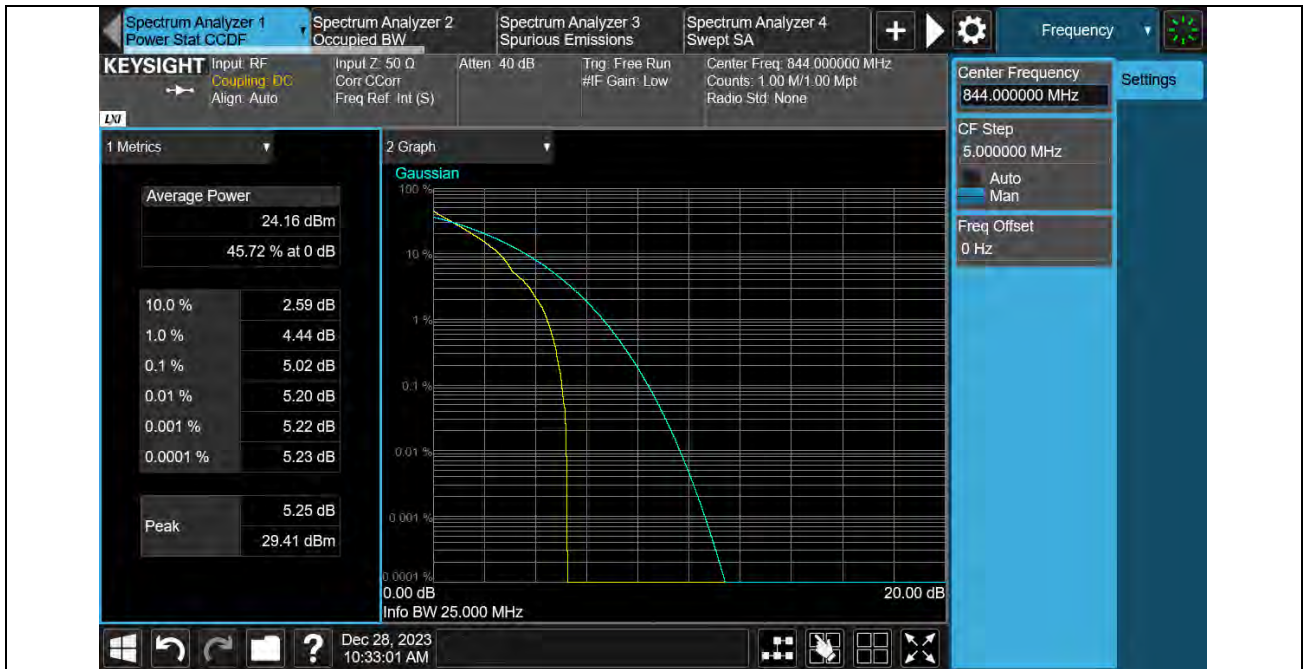 Spectrum Analyzer 1
Power Stat CCDF
Spectrum Analyzer 2
Occupied BW
Spectrum Analyzer 3
Spurious Emissions
Spectrum Analyzer 4
Swept SA
+
Frequency
KEYSIGHT
LXI
Input: RF
Coupling: DC
Align: Auto
Input Z: 50 Ω
Corr CCorr
Freq Ref: Int (S)
Atten: 40 dB
Trig: Free Run
#IF Gain: Low
Center Freq: 844.000000 MHz
Counts: 1.00 M/1.00 Mpt
Radio Std: None
Center Frequency
844.000000 MHz
Settings
CF Step
5.000000 MHz
Auto
Man
Freq Offset
0 Hz
1 Metrics
Average Power
24.16 dBm
45.72 % at 0 dB
10.0 % 2.59 dB
1.0 % 4.44 dB
0.1 % 5.02 dB
0.01 % 5.20 dB
0.001 % 5.22 dB
0.0001 % 5.23 dB
Peak 5.25 dB
29.41 dBm
2 Graph
Gaussian
100 %
10 %
1 %
0.1 %
0.01 %
0.001 %
0.0001 %
0.00 dB 20.00 dB
Info BW 25.000 MHz
?
Dec 28, 2023
10:33:01 AM